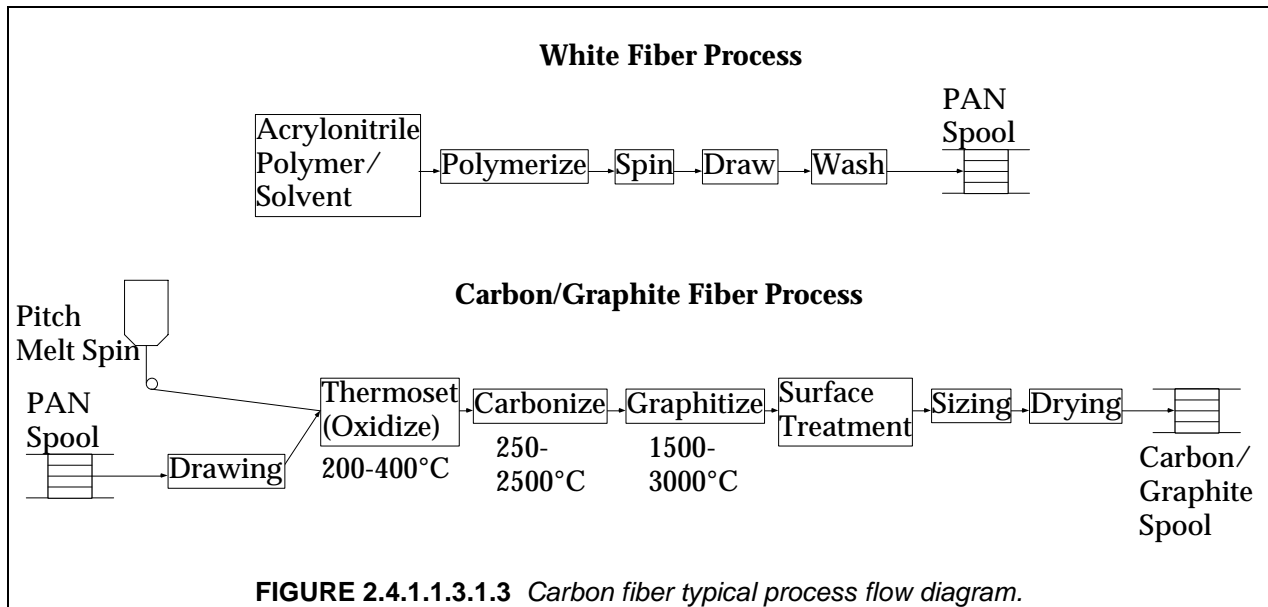 White Fiber Process
PAN
Spool
Acrylonitrile
Polymer/
Solvent
Polymerize
Spin
Draw
Wash
Carbon/Graphite Fiber Process
Pitch
Melt Spin
PAN
Spool
Drawing
Thermoset
(Oxidize)
200-400°C
Carbonize
250-
2500°C
Graphitize
1500-
3000°C
Surface
Treatment
Sizing
Drying
Carbon/
Graphite
Spool
FIGURE 2.4.1.1.3.1.3 Carbon fiber typical process flow diagram.